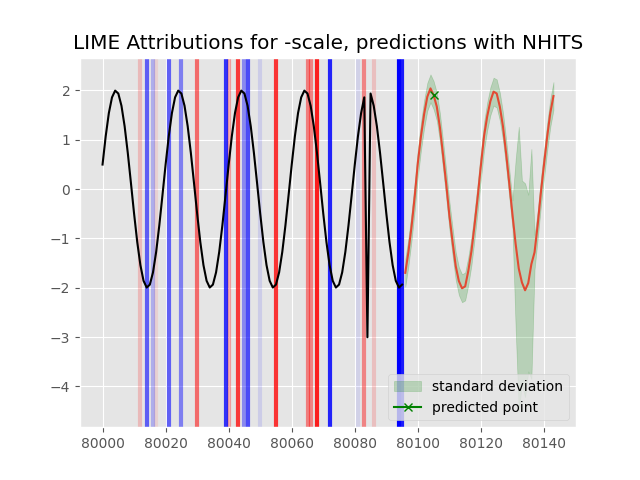 LIME Attributions for -scale, predictions with NHITS
2
1
0
−1
−2
−3
−4
standard deviation
predicted point
80000 80020 80040 80060 80080 80100 80120 80140